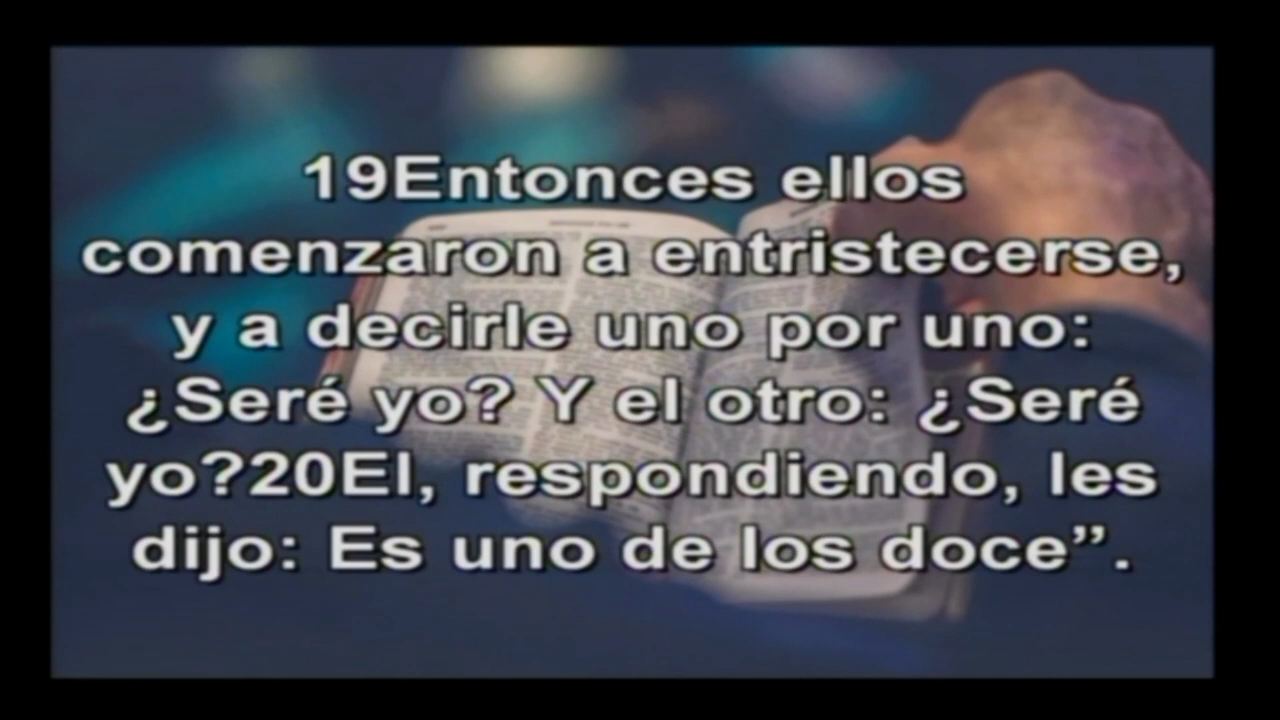 19Entonces ellos
comenzaron a entristecerse,
y a decirle uno por uno:
¿Seré yo? Y el otro: ¿Seré
yo?20El, respondiendo, les
dijo: Es uno de los doce”.